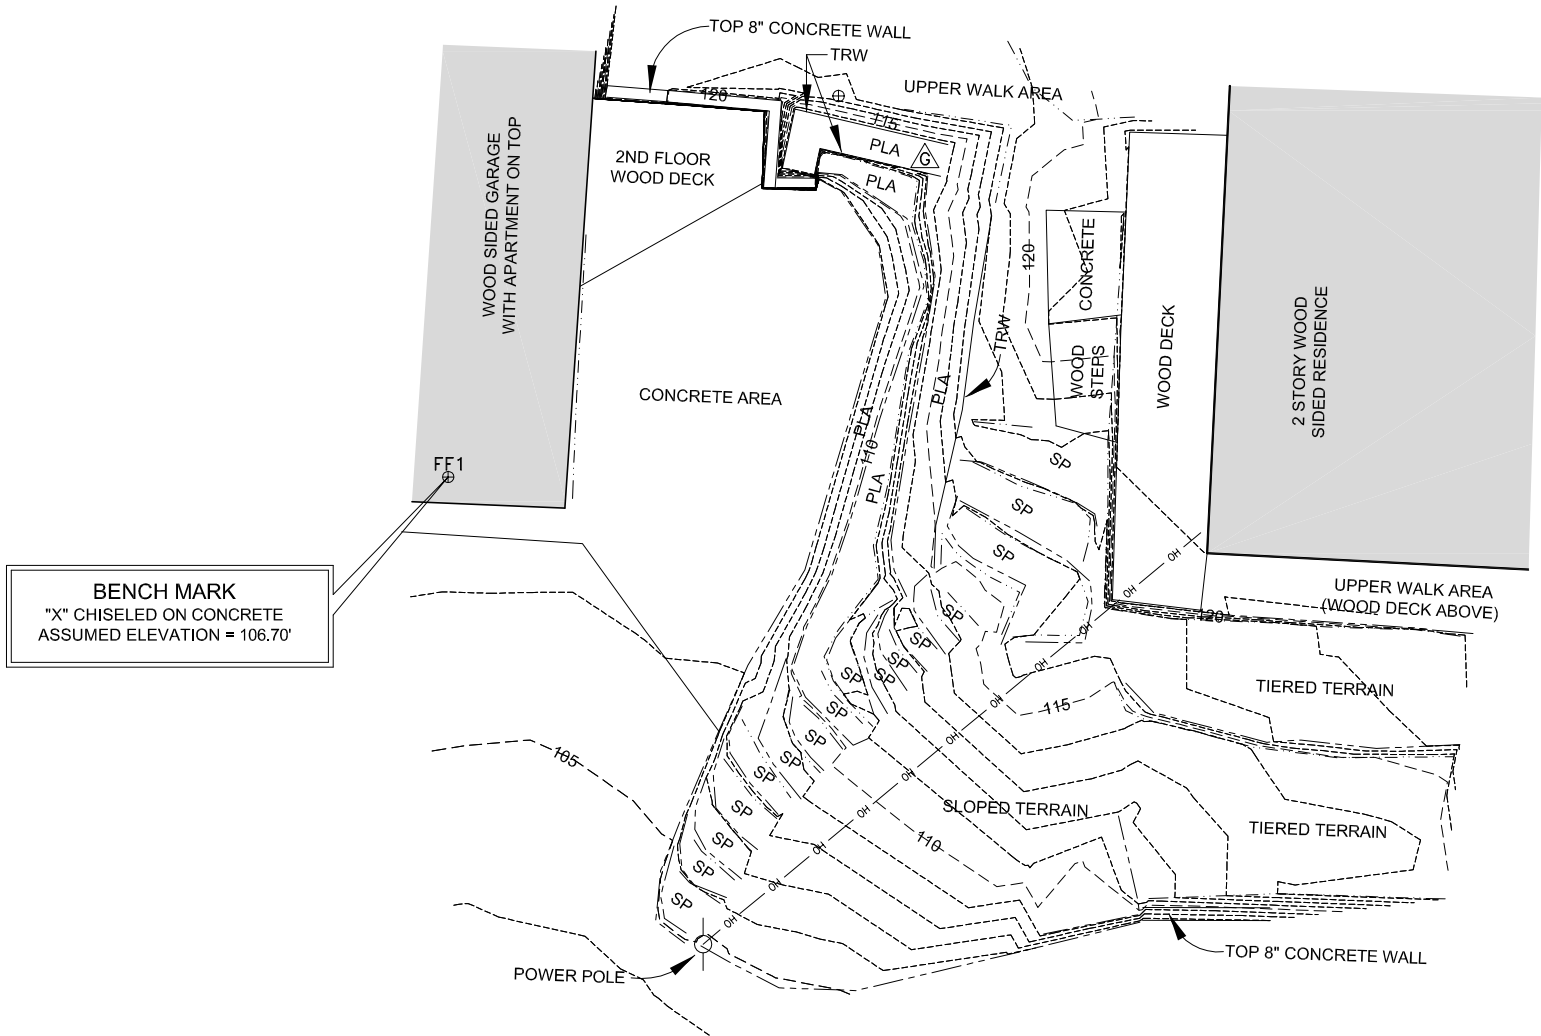 TOP 8" CONCRETE WALL
TRW
UPPER WALK AREA
120
115
PLA
G
PLA
2ND FLOOR
WOOD DECK
WOOD SIDED GARAGE
WITH APARTMENT ON TOP
120
CONCRETE
TRW
WOOD
STEPS
WOOD DECK
2 STORY WOOD
SIDED RESIDENCE
CONCRETE AREA
PLA
PLA
110
PLA
FF1
SP
SP
SP
BENCH MARK
"X" CHISELED ON CONCRETE
ASSUMED ELEVATION = 106.70'
OH
OH
OH
OH
OH
OH
OH
OH
OH
OH
OH
UPPER WALK AREA
(WOOD DECK ABOVE)
120
SP
SP
SP
SP
SP
SP
SP
SP
SP
SP
SP
SP
SP
TIERED TERRAIN
115
105
SLOPED TERRAIN
110
TIERED TERRAIN
POWER POLE
TOP 8" CONCRETE WALL